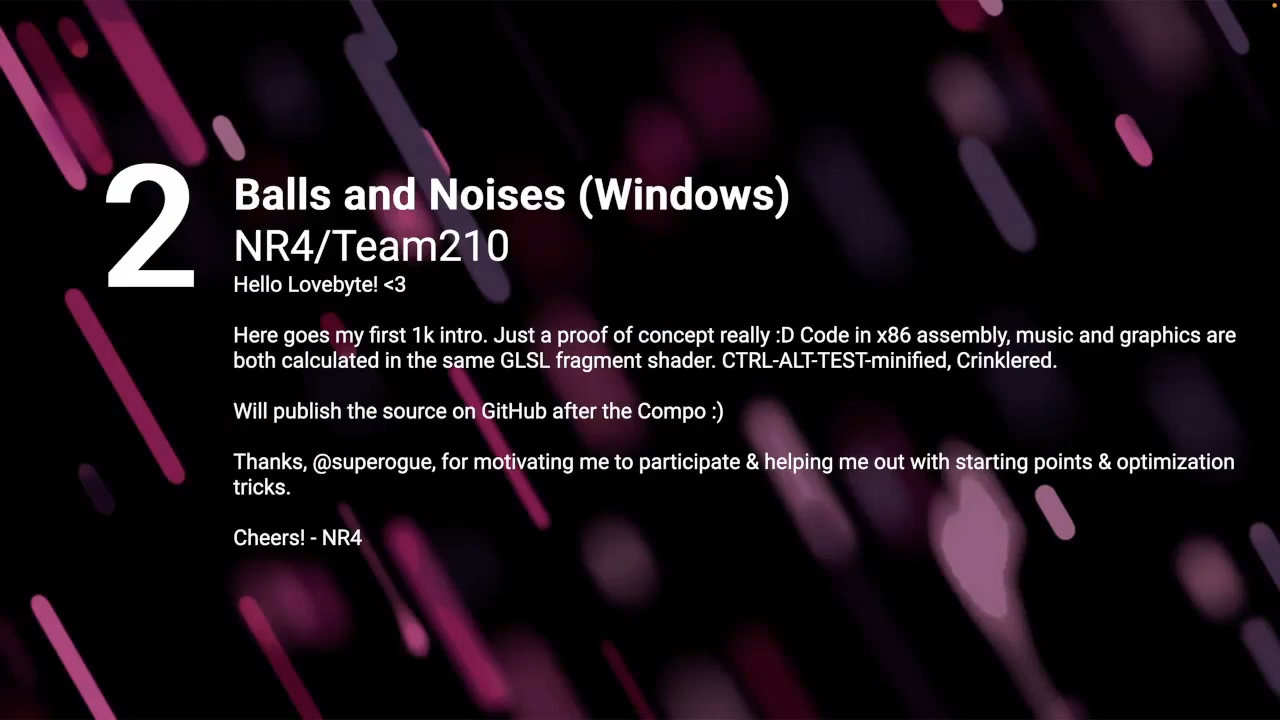 2
Balls and Noises (Windows)
NR4/Team210
Hello Lovebyte! <3
Here goes my first 1k intro. Just a proof of concept really :D Code in x86 assembly, music and graphics are
both calculated in the same GLSL fragment shader. CTRL-ALT-TEST-minified, Crinklered.
Will publish the source on GitHub after the Compo :)
Thanks, @superogue, for motivating me to participate & helping me out with starting points & optimization
tricks.
Cheers! - NR4